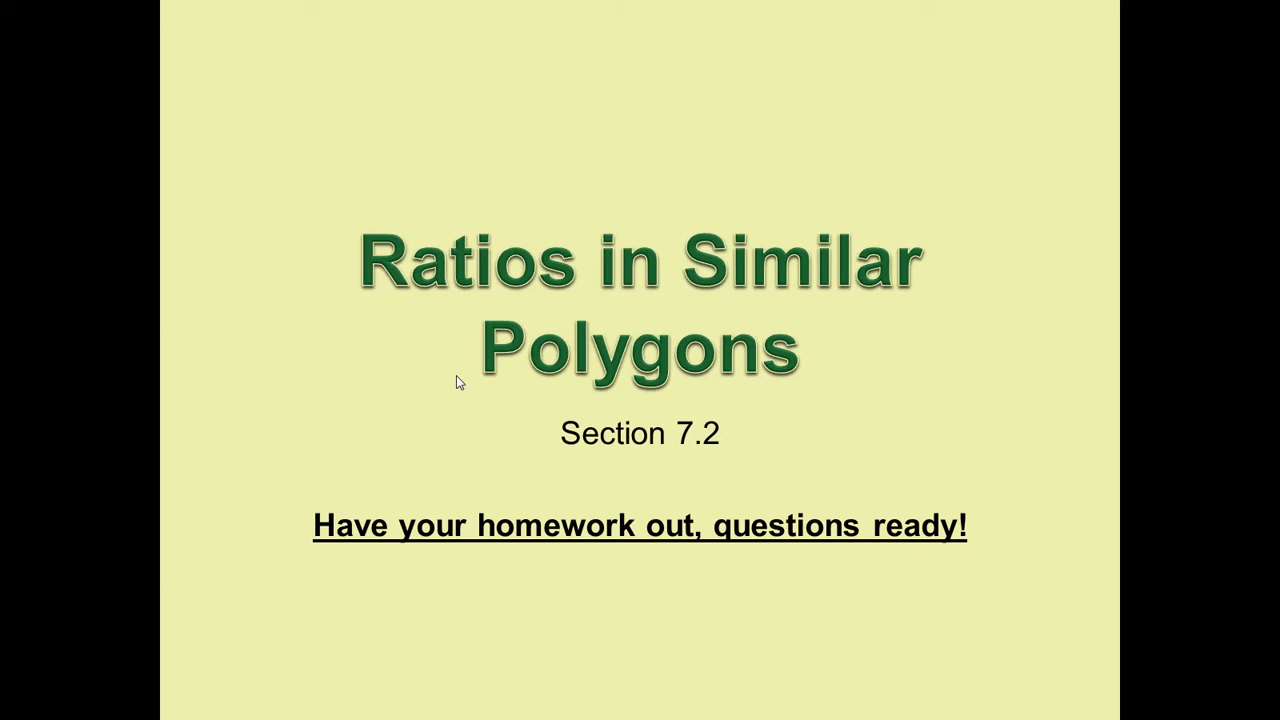 Ratios in Similar
Polygons
Section 7.2
Have your homework out, questions ready!